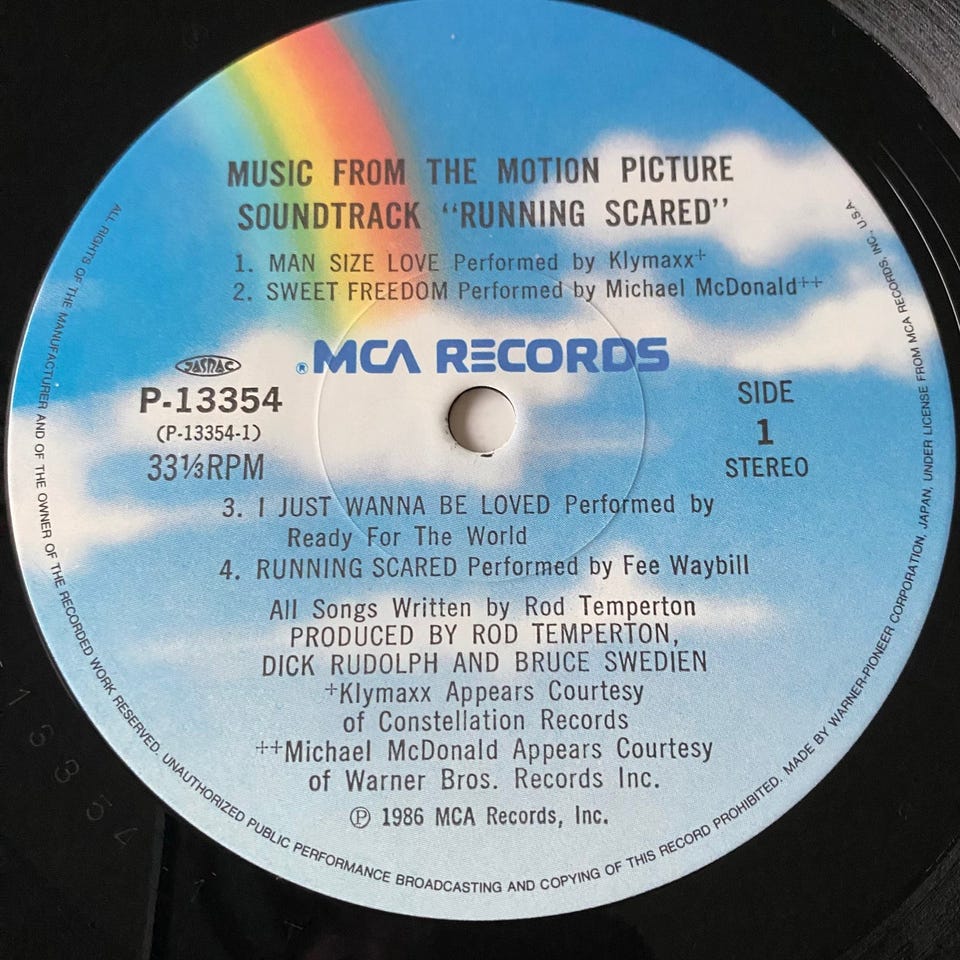 MUSIC FROM THE MOTION PICTURE
SOUNDTRACK "RUNNING SCARED"
1. MAN SIZE LOVE Performed by Klymaxx+
2. SWEET FREEDOM Performed by Michael McDonald++
® MCA RECORDS
JASRAC
P-13354
(P-13354-1)
33⅓RPM
SIDE
1
STEREO
3. I JUST WANNA BE LOVED Performed by
Ready For The World
4. RUNNING SCARED Performed by Fee Waybill
All Songs Written by Rod Temperton
PRODUCED BY ROD TEMPERTON,
DICK RUDOLPH AND BRUCE SWEDIEN
+Klymaxx Appears Courtesy
of Constellation Records
++Michael McDonald Appears Courtesy
of Warner Bros. Records Inc.
℗ 1986 MCA Records, Inc.
ALL RIGHTS OF THE MANUFACTURER AND OF THE OWNER OF THE RECORDED WORK RESERVED. UNAUTHORIZED PUBLIC PERFORMANCE BROADCASTING AND COPYING OF THIS RECORD PROHIBITED. MADE BY WARNER-PIONEER CORPORATION, JAPAN, UNDER LICENSE FROM MCA RECORDS, INC., U.S.A.
13354